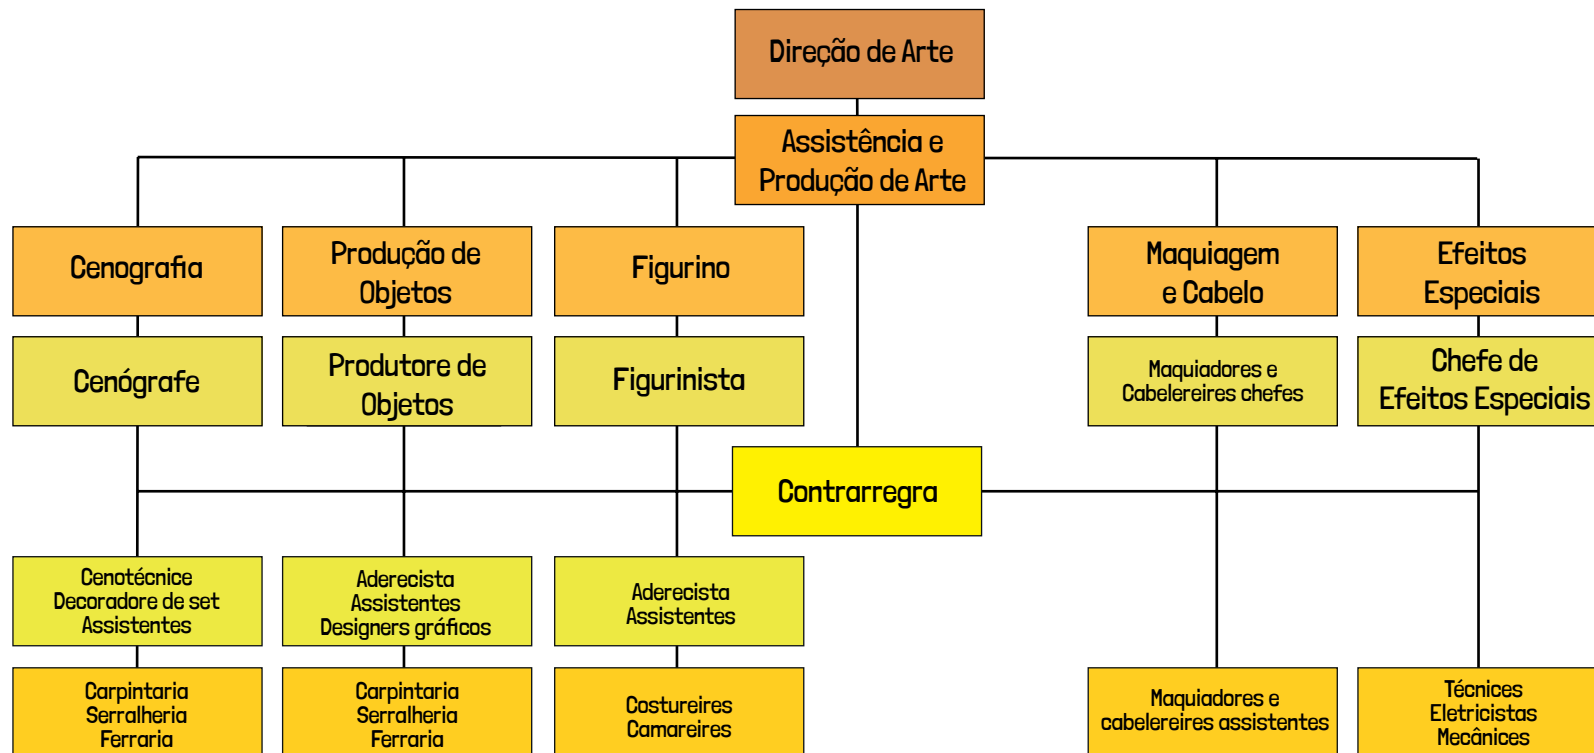 Direção de Arte
Assistência e
Produção de Arte
Cenografia
Produção de
Objetos
Figurino
Maquiagem
e Cabelo
Efeitos
Especiais
Cenógrafe
Produtore de
Objetos
Figurinista
Maquiadores e
Cabelereires chefes
Chefe de
Efeitos Especiais
Contrarregra
Cenotécnice
Decoradore de set
Assistentes
Aderecista
Assistentes
Designers gráficos
Aderecista
Assistentes
Carpintaria
Serralheria
Ferraria
Carpintaria
Serralheria
Ferraria
Costureires
Camareires
Maquiadores e
cabelereires assistentes
Técnices
Eletricistas
Mecânices